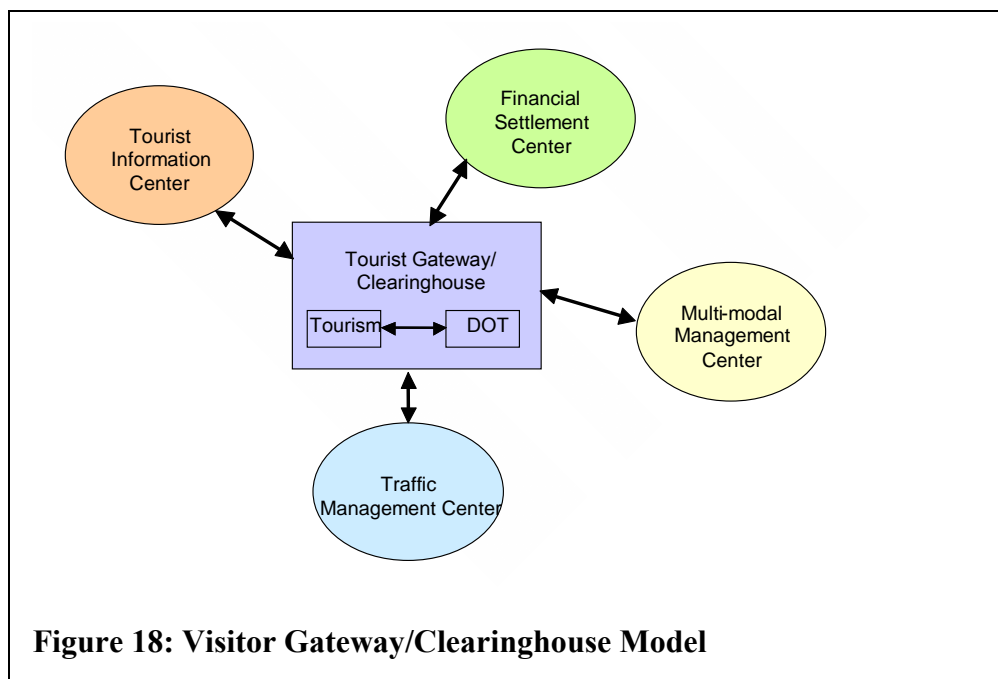 Financial
Settlement
Center
Tourist
Information
Center
Tourist Gateway/
Clearinghouse
Tourism
DOT
Multi-modal
Management
Center
Traffic
Management Center
Figure 18: Visitor Gateway/Clearinghouse Model